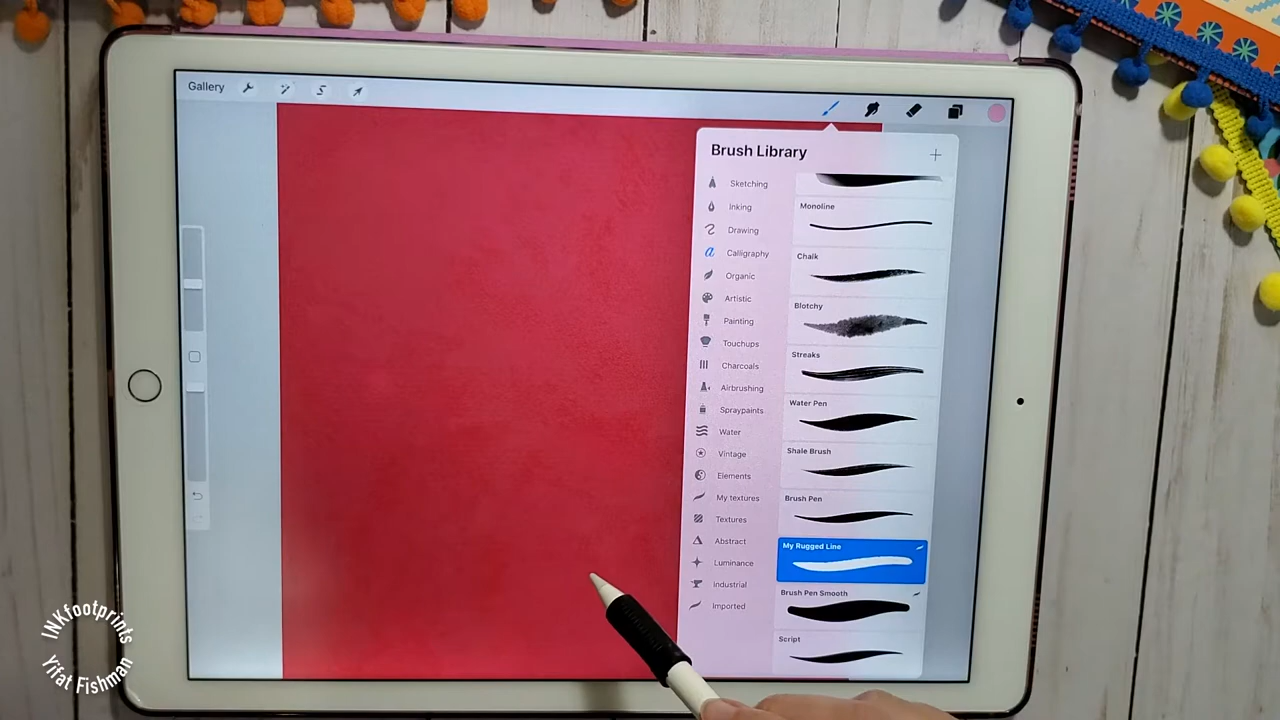 Gallery
Brush Library
Sketching
Inking
Drawing
Calligraphy
Organic
Artistic
Painting
Touchups
Charcoals
Airbrushing
Spraypaints
Water
Vintage
Elements
My textures
Textures
Abstract
Luminance
Industrial
Imported
Monoline
Chalk
Blotchy
Streaks
Water Pen
Shale Brush
Brush Pen
My Rugged Line
Brush Pen Smooth
Script
INKfootprints
Yifat Fishman